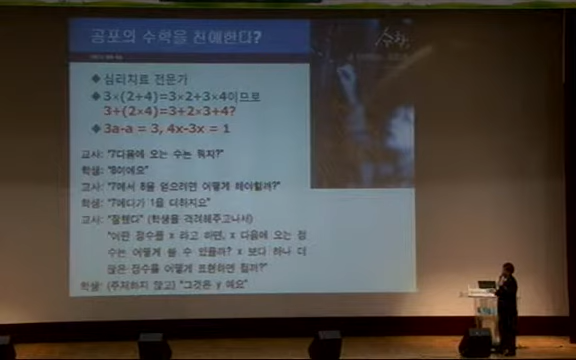 공포의 수학을 친애한다?
수학
◆ 심리치료 전문가
◆ 3×(2+4)=3×2+3×4이므로
3+(2×4)=3+2×3+4?
◆ 3a-a = 3, 4x-3x = 1
교사: "7다음에 오는 수는 뭐지?"
학생: "8이에요"
교사: "7에서 8을 얻으려면 어떻게 해야할까?"
학생: "7에다가 1을 더하지요"
교사: "잘했다" (학생을 격려해주고나서)
"어떤 정수를 x 라고 하면, x 다음에 오는 정
수는 어떻게 쓸 수 있을까? x 보다 하나 더
많은 정수를 어떻게 표현하면 될까?"
학생: (주저하지 않고) "그것은 y 에요"